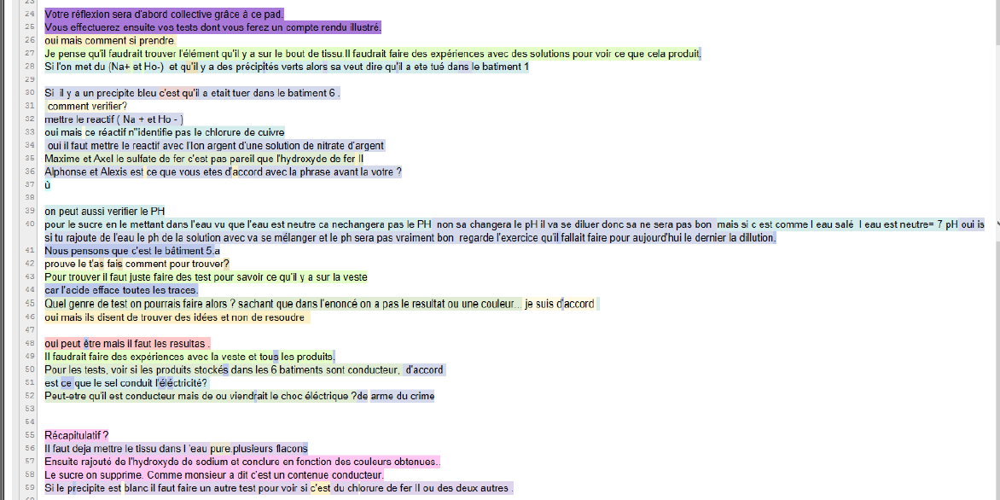 23
24 Votre réflexion sera d'abord collective grâce à ce pad.
25 Vous effectuerez ensuite vos tests dont vous ferez un compte rendu illustré.
26 oui mais comment si prendre.
27 Je pense qu'il faudrait trouver l'élément qu'il y a sur le bout de tissu.Il faudrait faire des expériences avec des solutions pour voir ce que cela produit.
28 Si l'on met du (Na+ et Ho-) et qu'il y a des précipités verts alors sa veut dire qu'il a ete tué dans le batiment 1
29
30 Si il y a un precipite bleu c'est qu'il a etait tuer dans le batiment 6 .
31 comment verifier?
32 mettre le reactif ( Na + et Ho - )
33 oui mais ce réactif n''identifie pas le chlorure de cuivre
34 oui il faut mettre le reactif avec l'Ion argent d'une solution de nitrate d'argent
35 Maxime et Axel le sulfate de fer c'est pas pareil que l'hydroxyde de fer II
36 Alphonse et Alexis est ce que vous etes d'accord avec la phrase avant la votre ?
37 ù
38
39 on peut aussi verifier le PH
40 pour le sucre en le mettant dans l'eau vu que l'eau est neutre ca nechangera pas le PH non sa changera le pH il va se diluer donc sa ne sera pas bon mais si c est comme l eau salé l eau est neutre= 7 pH oui is
si tu rajoute de l'eau le ph de la solution avec va se mélanger et le ph sera pas vraiment bon regarde l'exercice qu'il fallait faire pour aujourd'hui le dernier la dillution.
41 Nous pensons que c'est le bâtiment 5.a
42 prouve le t'as fais comment pour trouver?
43 Pour trouver il faut juste faire des test pour savoir ce qu'il y a sur la veste
44 car l'acide efface toutes les traces.
45 Quel genre de test on pourrais faire alors ? sachant que dans l'enoncé on a pas le resultat ou une couleur... je suis d'accord
46 oui mais ils disent de trouver des idées et non de resoudre
47
48 oui peut être mais il faut les resultas .
49 Il faudrait faire des expériences avec la veste et tous les produits.
50 Pour les tests, voir si les produits stockés dans les 6 batiments sont conducteur, d'accord
51 est ce que le sel conduit l'éléctricité?
52 Peut-etre qu'il est conducteur mais de ou viendrait le choc éléctrique ?de arme du crime
53
54
55 Récapitulatif ?
56 Il faut deja mettre le tissu dans l 'eau pure.plusieurs flacons
57 Ensuite rajouté de l'hydroxyde de sodium et conclure en fonction des couleurs obtenues..
58 Le sucre on supprime. Comme monsieur a dit c'est un contenue conducteur.
59 Si le precipite est blanc il faut faire un autre test pour voir si c'est du chlorure de fer II ou des deux autres .